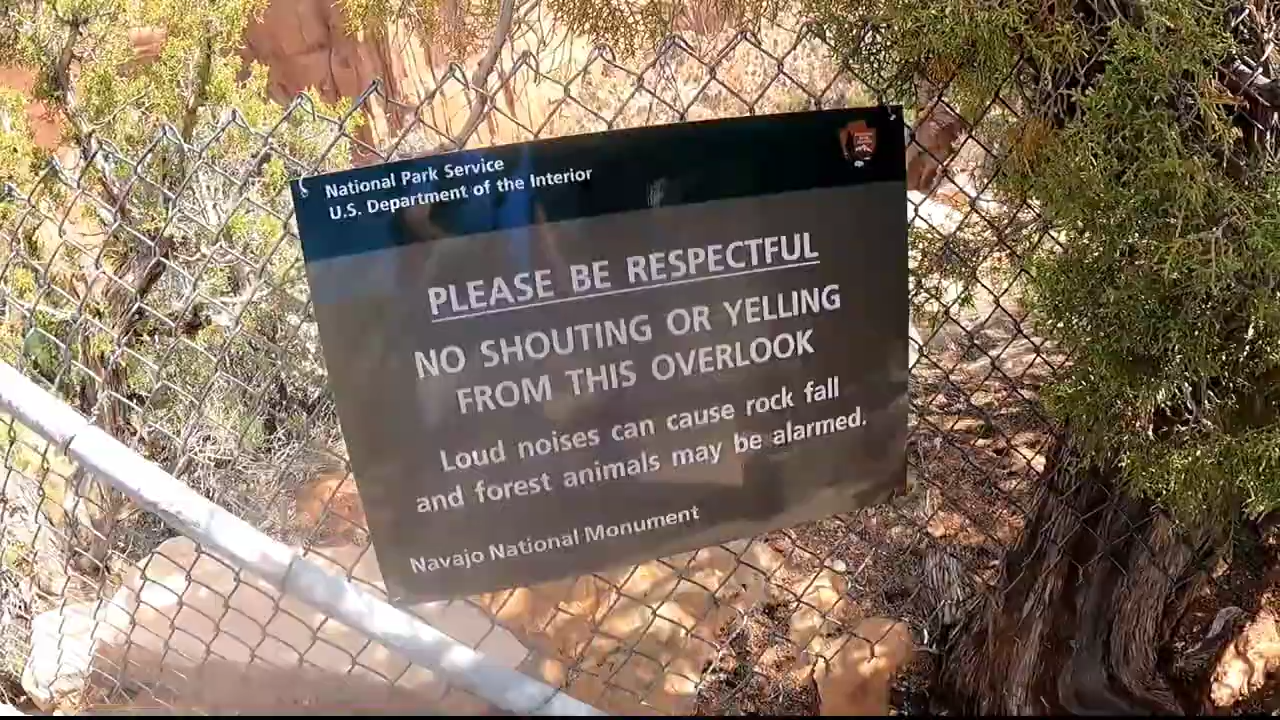 National Park Service
U.S. Department of the Interior
PLEASE BE RESPECTFUL
NO SHOUTING OR YELLING
FROM THIS OVERLOOK
Loud noises can cause rock fall
and forest animals may be alarmed.
Navajo National Monument